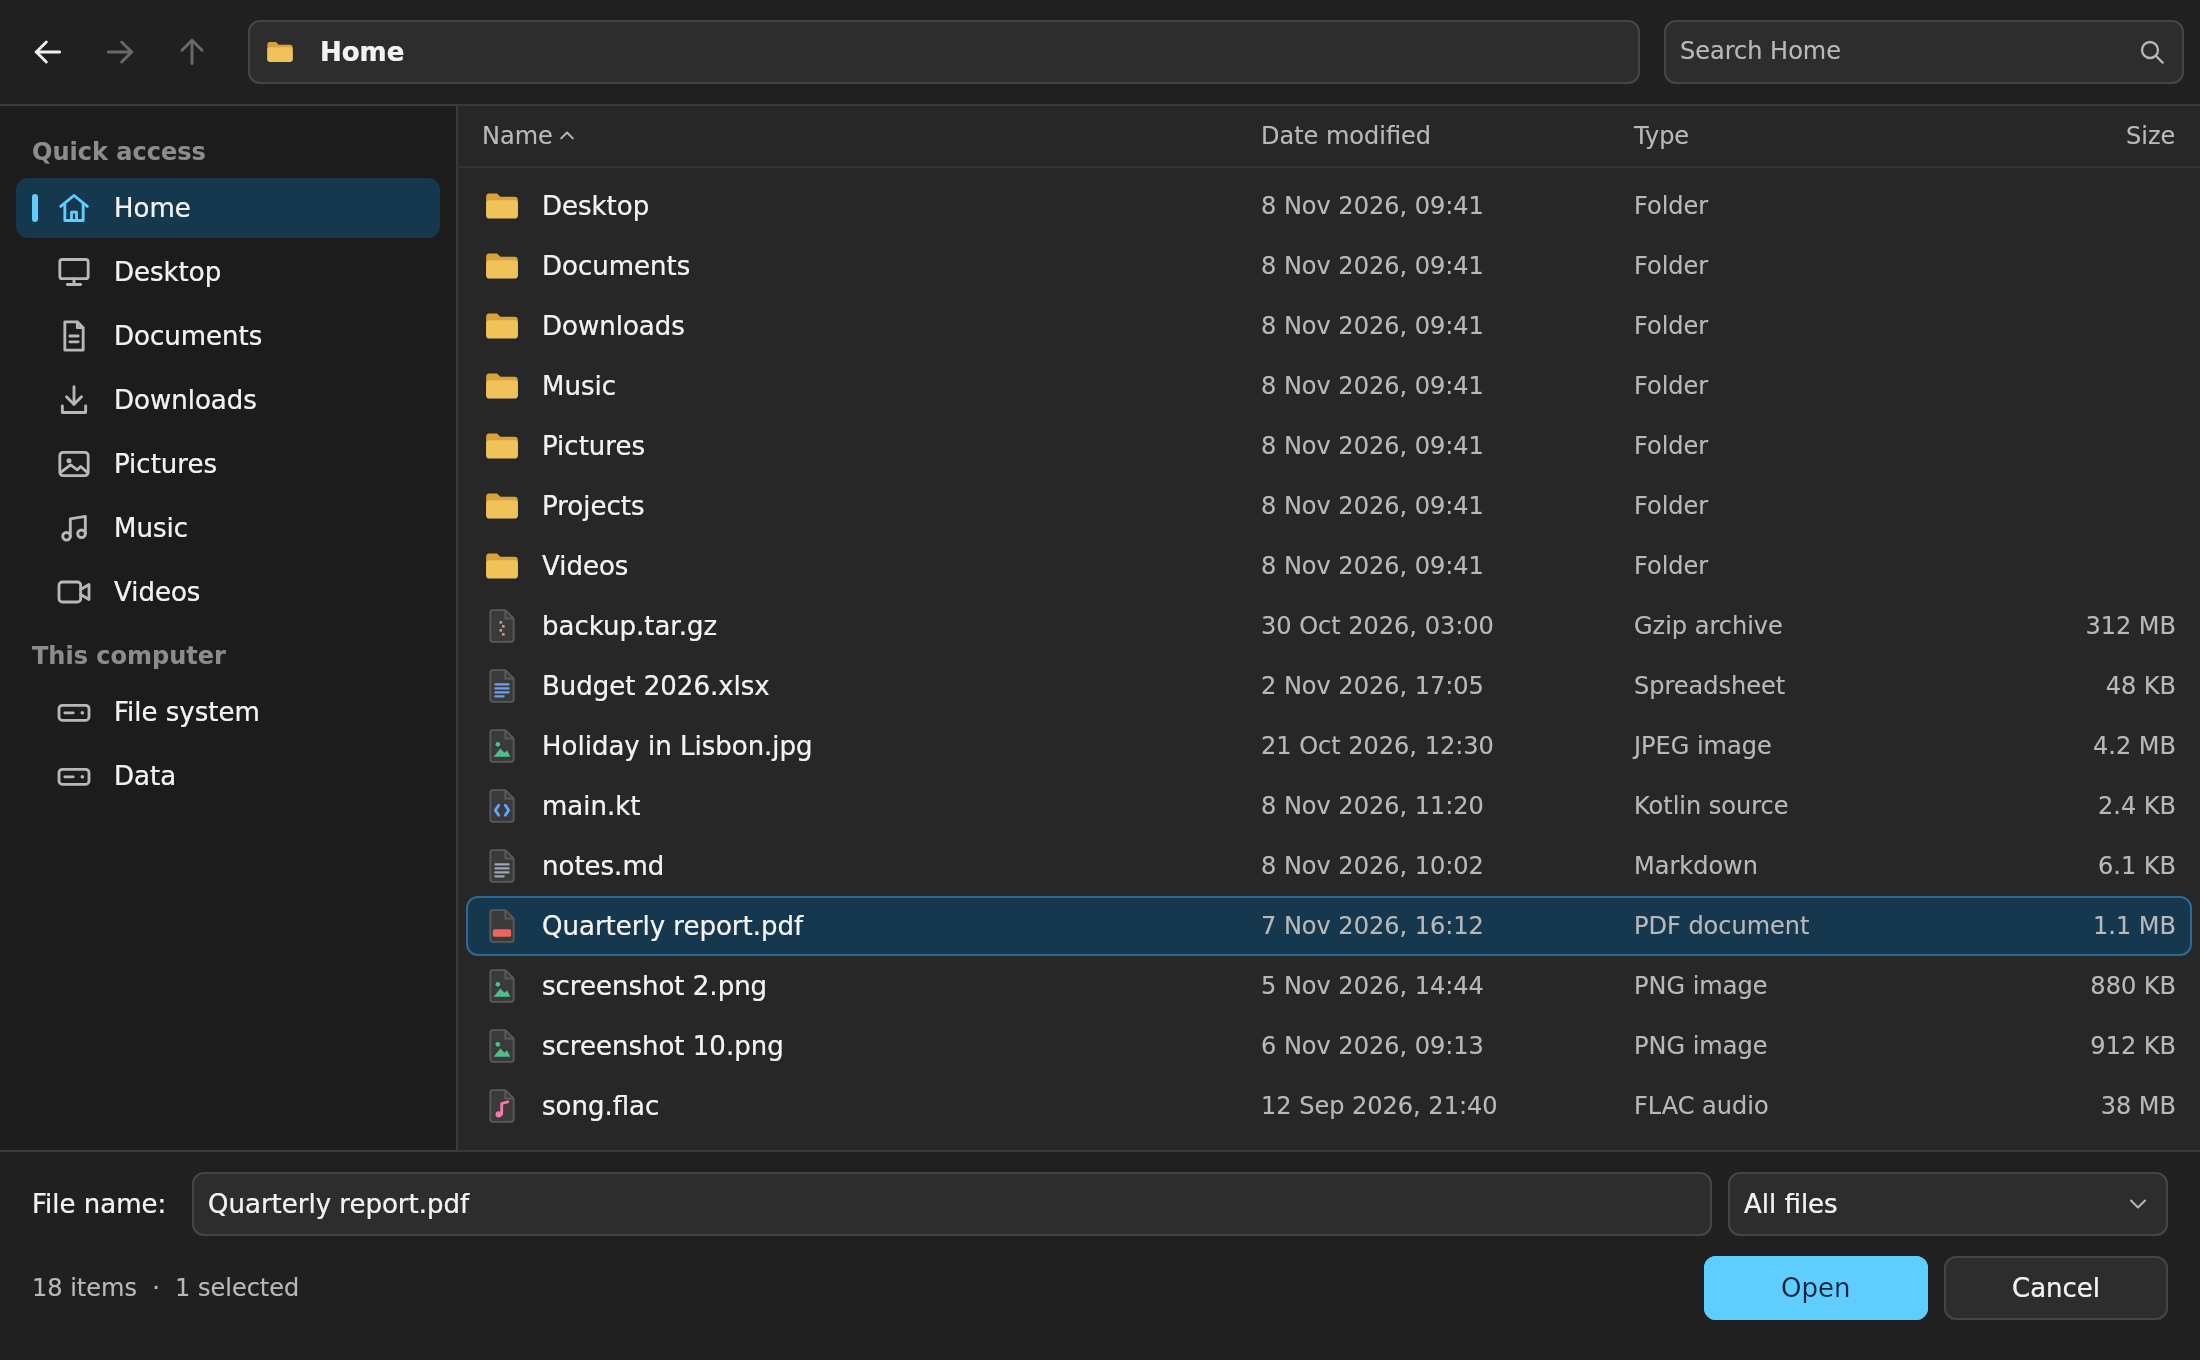 Home
Search Home
Quick access
Home
Desktop
Documents
Downloads
Pictures
Music
Videos
This computer
File system
Data
Name Date modified Type Size
Desktop 8 Nov 2026, 09:41 Folder
Documents 8 Nov 2026, 09:41 Folder
Downloads 8 Nov 2026, 09:41 Folder
Music 8 Nov 2026, 09:41 Folder
Pictures 8 Nov 2026, 09:41 Folder
Projects 8 Nov 2026, 09:41 Folder
Videos 8 Nov 2026, 09:41 Folder
backup.tar.gz 30 Oct 2026, 03:00 Gzip archive 312 MB
Budget 2026.xlsx 2 Nov 2026, 17:05 Spreadsheet 48 KB
Holiday in Lisbon.jpg 21 Oct 2026, 12:30 JPEG image 4.2 MB
main.kt 8 Nov 2026, 11:20 Kotlin source 2.4 KB
notes.md 8 Nov 2026, 10:02 Markdown 6.1 KB
Quarterly report.pdf 7 Nov 2026, 16:12 PDF document 1.1 MB
screenshot 2.png 5 Nov 2026, 14:44 PNG image 880 KB
screenshot 10.png 6 Nov 2026, 09:13 PNG image 912 KB
song.flac 12 Sep 2026, 21:40 FLAC audio 38 MB
File name: Quarterly report.pdf All files
18 items · 1 selected
Open
Cancel